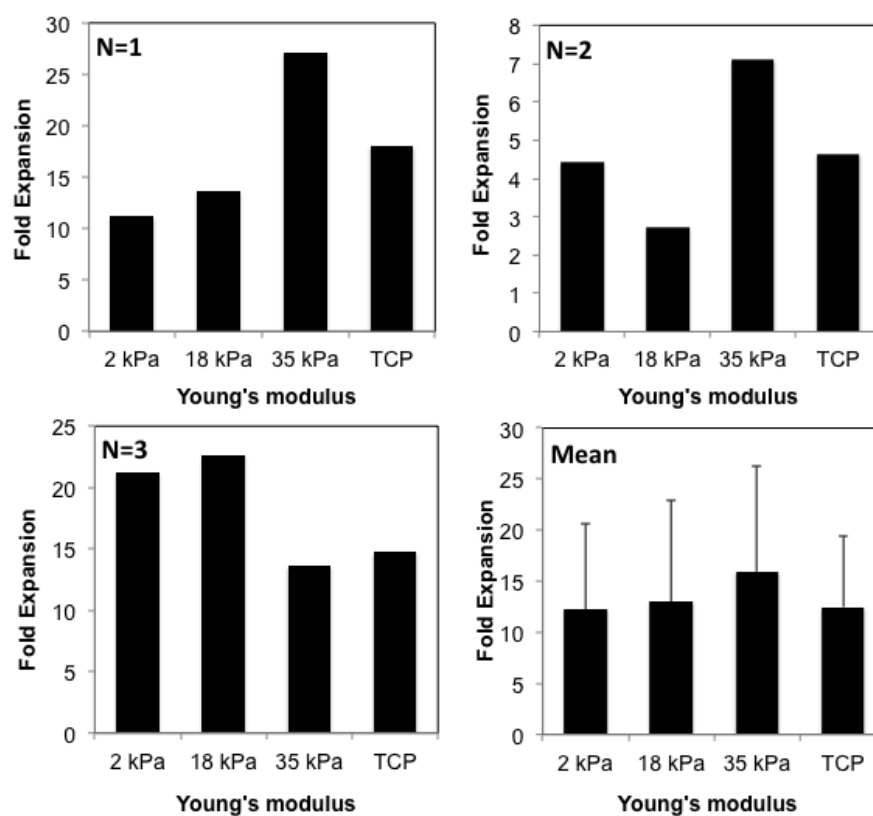 N=1
30
25
20
15
10
5
0
Fold Expansion
2 kPa 18 kPa 35 kPa TCP
Young's modulus
N=2
8
7
6
5
4
3
2
1
0
Fold Expansion
2 kPa 18 kPa 35 kPa TCP
Young's modulus
N=3
25
20
15
10
5
0
Fold Expansion
2 kPa 18 kPa 35 kPa TCP
Young's modulus
Mean
30
25
20
15
10
5
0
Fold Expansion
2 kPa 18 kPa 35 kPa TCP
Young's modulus